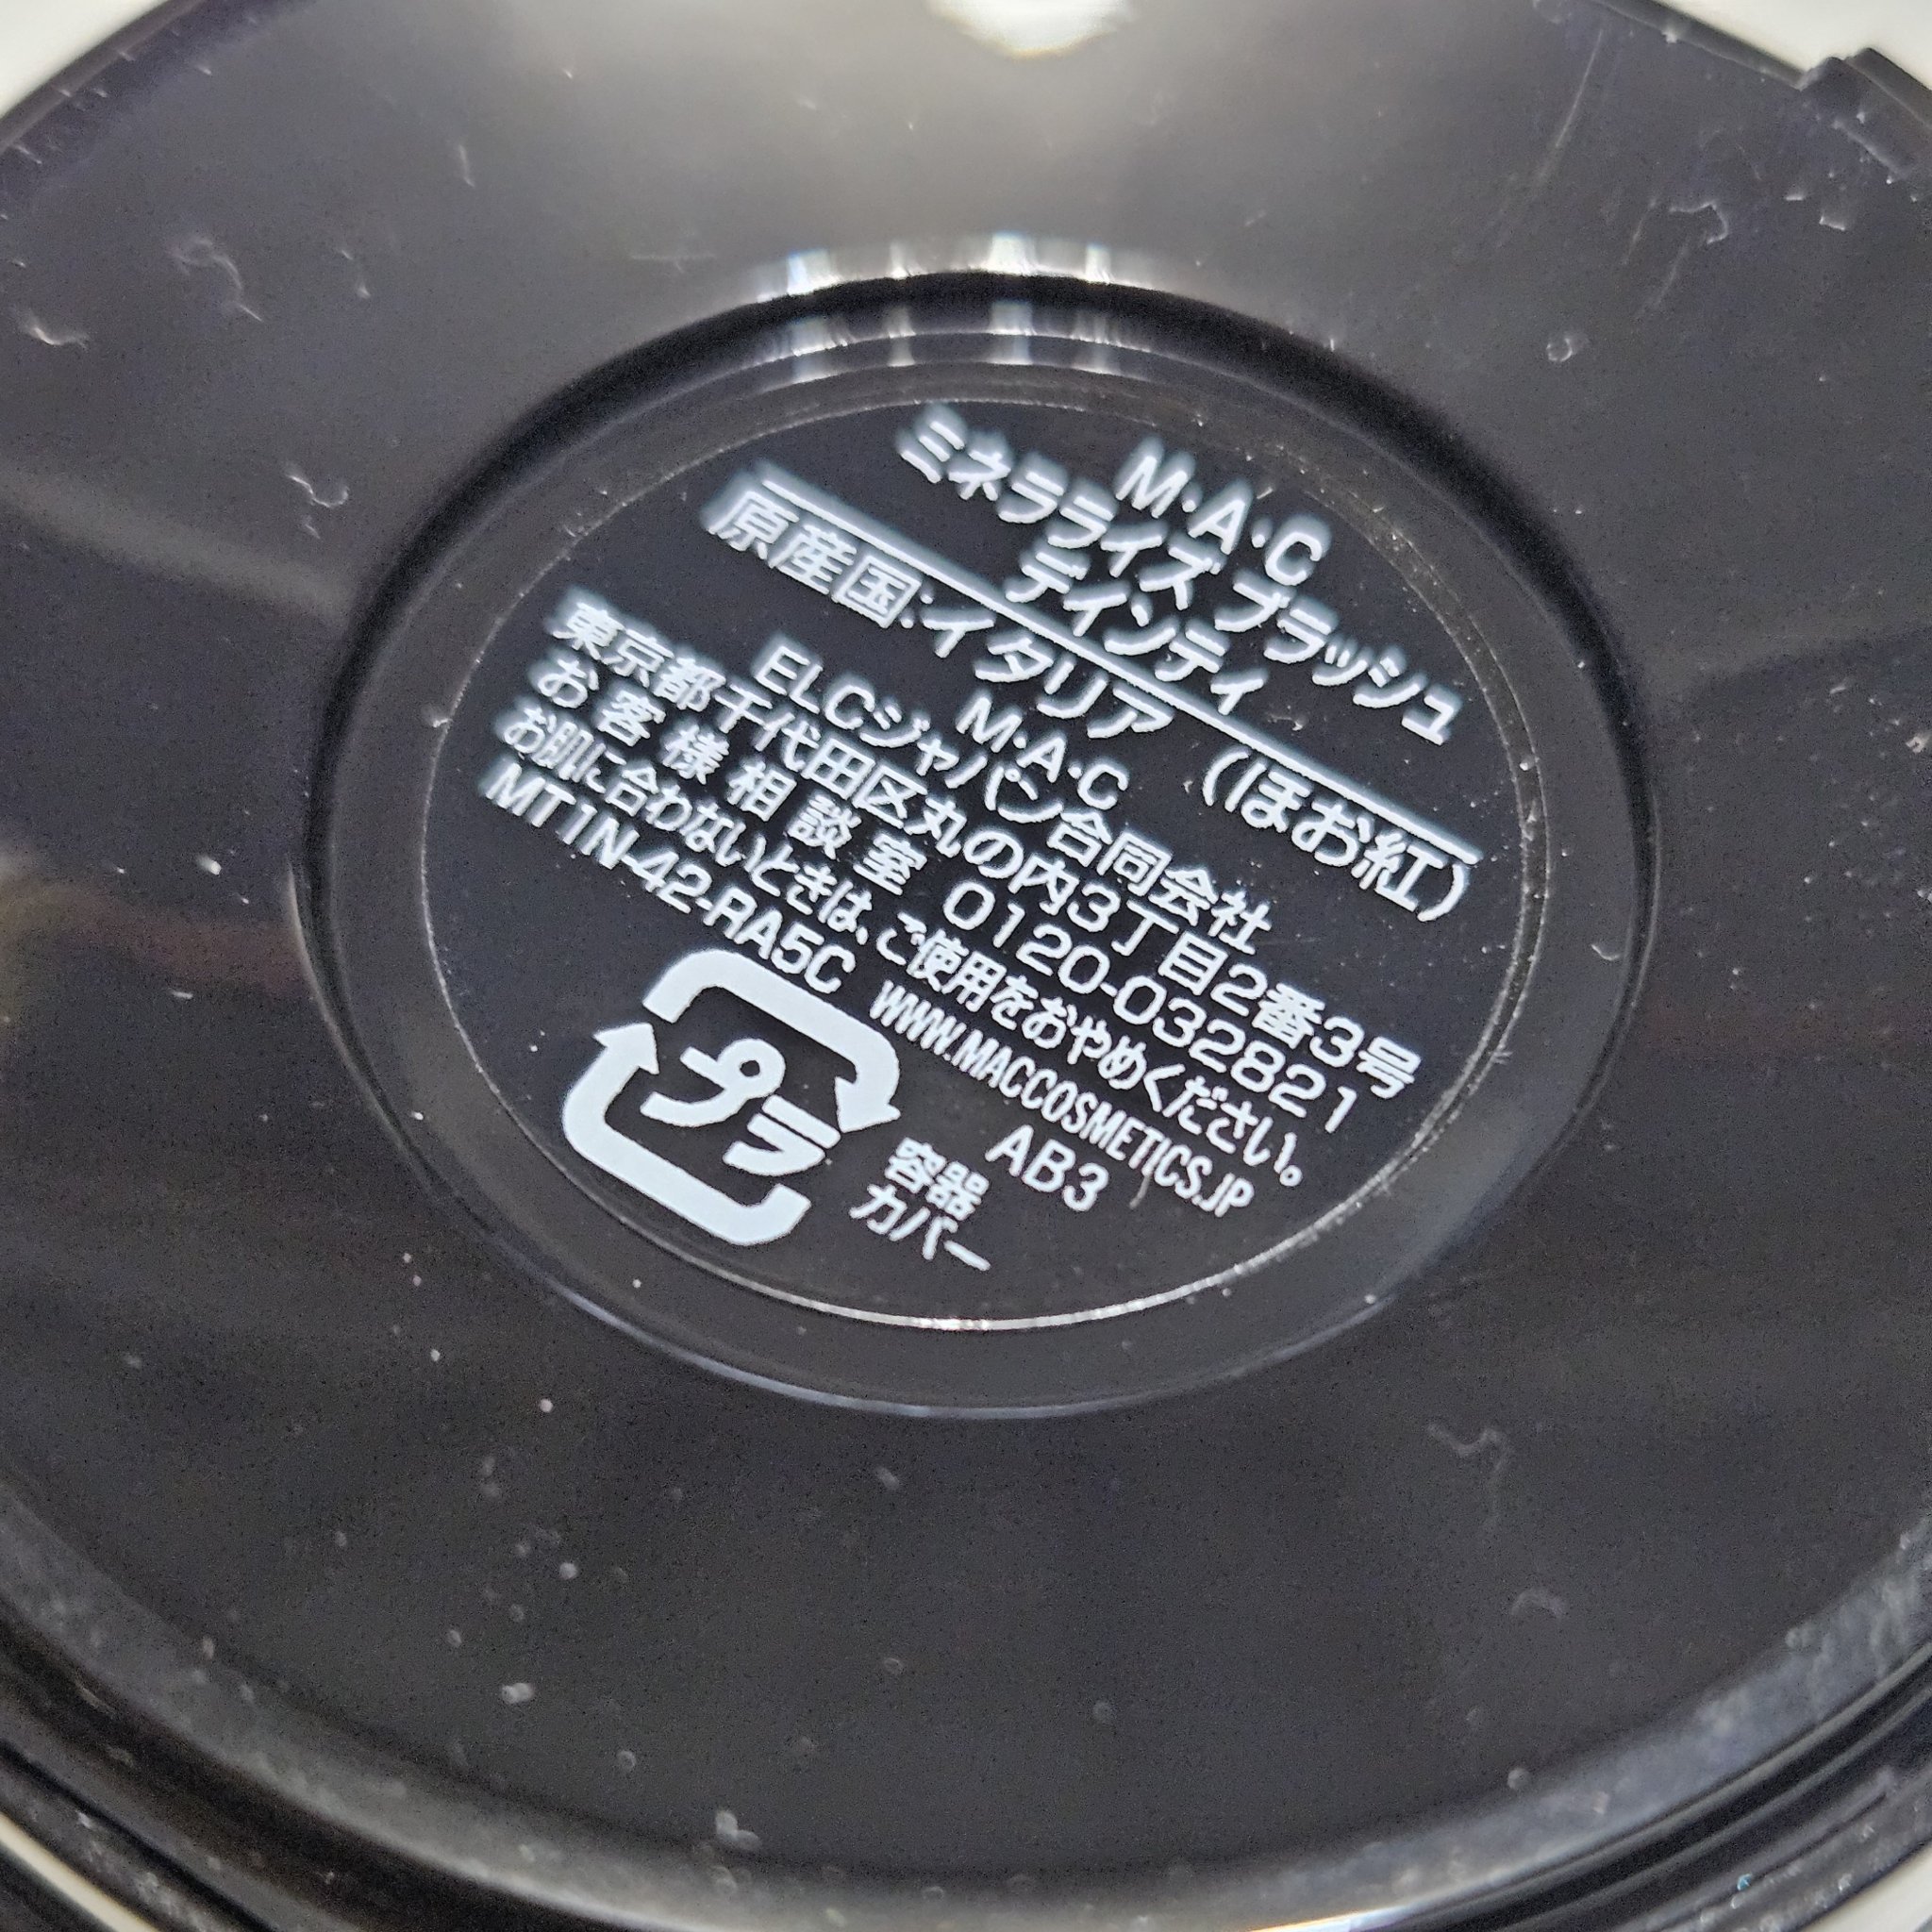 M・A・C
ミネラライズ ブラッシュ
デインティ
原産国:イタリア (ほお紅)
M・A・C
ELCジャパン合同会社
東京都千代田区丸の内3丁目2番3号
お客様相談室 0120-032821
お肌に合わないときは、ご使用をおやめください。
MT1N-42-RA5C WWW.MACCOSMETICS.JP
AB3
プラ
容器
カバー